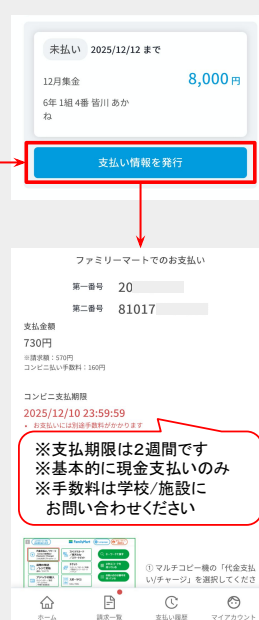 未払い 2025/12/12 まで
12月集金 8,000 円
6年 1組 4番 皆川 あか
ね
支払い情報を発行
ファミリーマートでのお支払い
第一番号 20
第二番号 81017
支払金額
730円
※請求額：570円
コンビニ払い手数料：160円
コンビニ支払期限
2025/12/10 23:59:59
• お支払いには別途手数料がかかります
※支払期限は2週間です
※基本的に現金支払いのみ
※手数料は学校/施設に
お問い合わせください
FamilyMart
① マルチコピー機の「代金支払
い/チャージ」を選択してくださ
ホーム 請求一覧 支払い履歴 マイアカウント